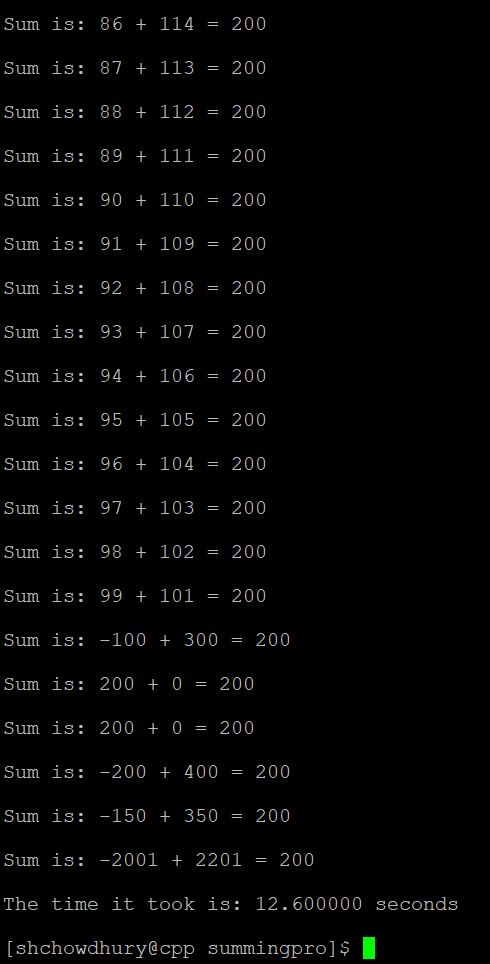 Sum is: 86 + 114 = 200
Sum is: 87 + 113 = 200
Sum is: 88 + 112 = 200
Sum is: 89 + 111 = 200
Sum is: 90 + 110 = 200
Sum is: 91 + 109 = 200
Sum is: 92 + 108 = 200
Sum is: 93 + 107 = 200
Sum is: 94 + 106 = 200
Sum is: 95 + 105 = 200
Sum is: 96 + 104 = 200
Sum is: 97 + 103 = 200
Sum is: 98 + 102 = 200
Sum is: 99 + 101 = 200
Sum is: -100 + 300 = 200
Sum is: 200 + 0 = 200
Sum is: 200 + 0 = 200
Sum is: -200 + 400 = 200
Sum is: -150 + 350 = 200
Sum is: -2001 + 2201 = 200
The time it took is: 12.600000 seconds
[shchowdhury@cpp summingpro]$